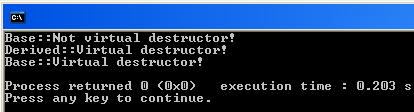 C:\
Base::Not virtual destructor!
Derived::Virtual destructor!
Base::Virtual destructor!
Process returned 0 (0x0)   execution time : 0.203 s
Press any key to continue.